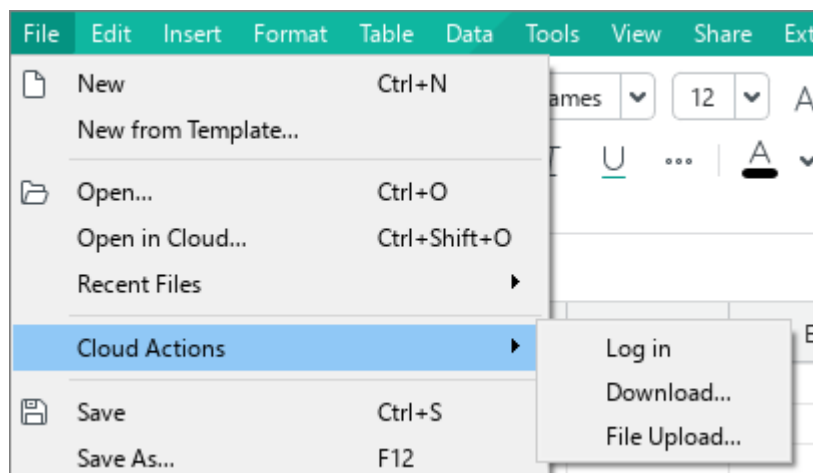 File Edit Insert Format Table Data Tools View Share Ext
New Ctrl+N
ames 12 A
New from Template...
U A
Open... Ctrl+O
Open in Cloud... Ctrl+Shift+O
Recent Files
Cloud Actions
Log in
Download...
File Upload...
Save Ctrl+S
Save As... F12